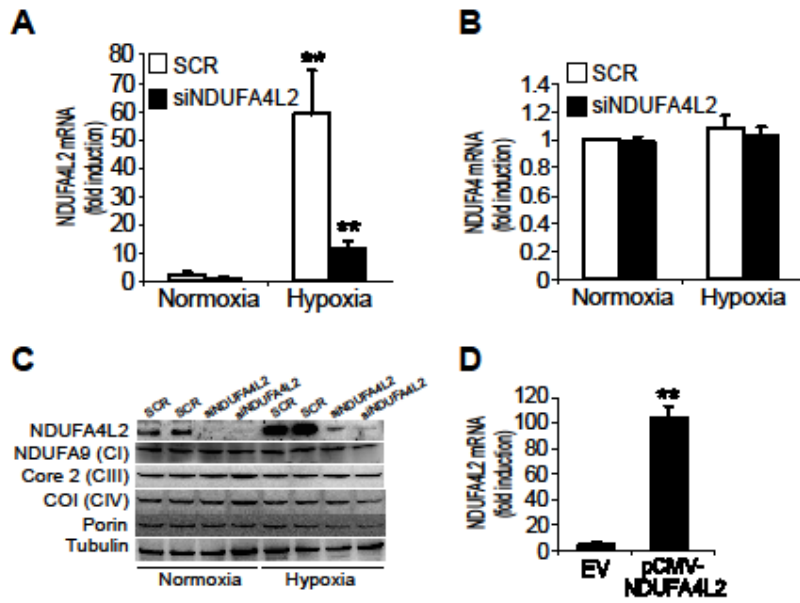 A
NDUFA4L2 mRNA
(fold induction)
80
70
60
50
40
30
20
10
0
SCR
siNDUFA4L2
**
**
Normoxia
Hypoxia
B
NDUFA4 mRNA
(fold induction)
1.4
1.2
1
0.8
0.6
0.4
0.2
0
SCR
siNDUFA4L2
Normoxia
Hypoxia
C
SCR
SCR
siNDUFA4L2
siNDUFA4L2
SCR
SCR
siNDUFA4L2
siNDUFA4L2
NDUFA4L2
NDUFA9 (CI)
Core 2 (CIII)
COI (CIV)
Porin
Tubulin
Normoxia
Hypoxia
D
NDUFA4L2 mRNA
(fold induction)
120
100
80
60
40
20
0
**
EV
pCMV-
NDUFA4L2